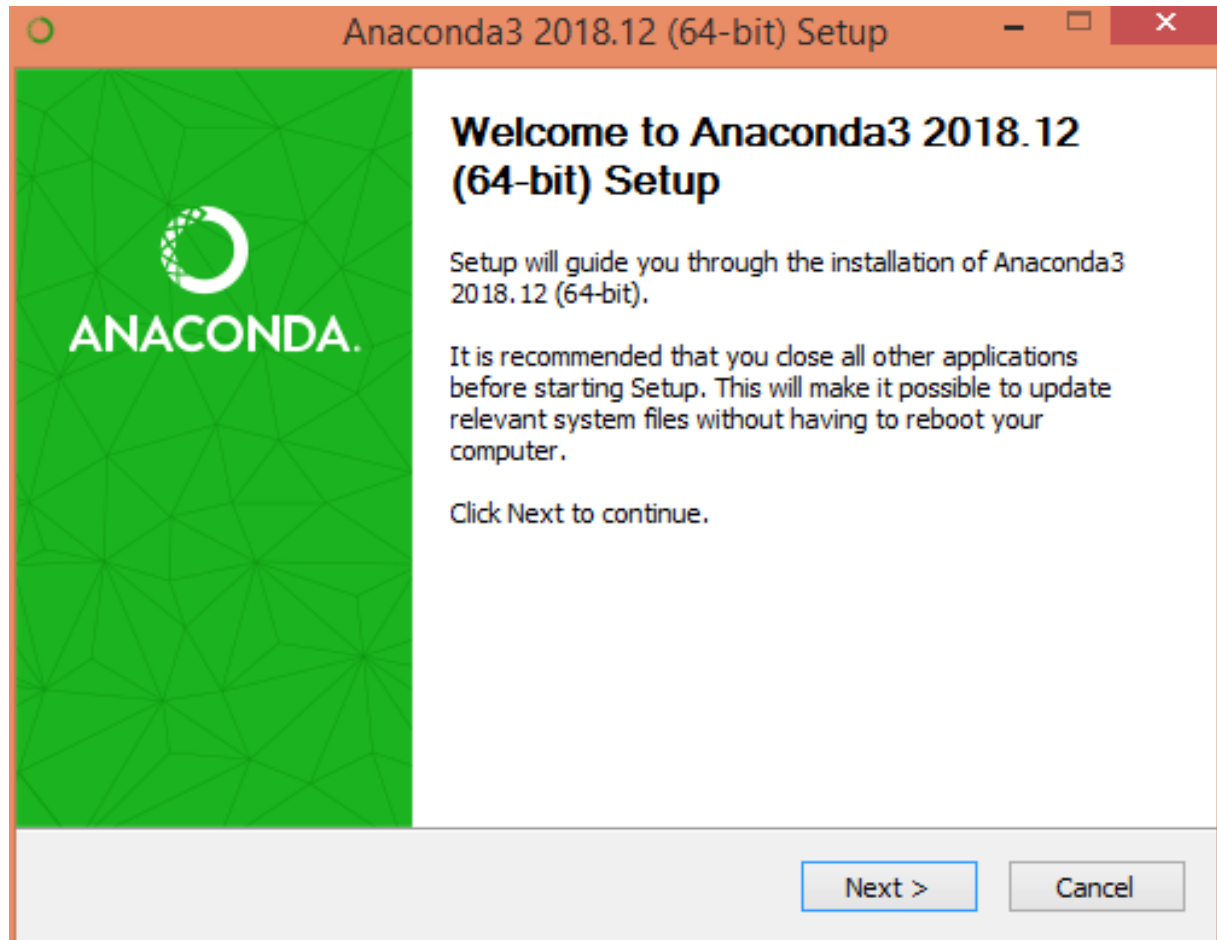 Anaconda3 2018.12 (64-bit) Setup
Welcome to Anaconda3 2018.12
(64-bit) Setup
ANACONDA.
Setup will guide you through the installation of Anaconda3
2018.12 (64-bit).
It is recommended that you close all other applications
before starting Setup. This will make it possible to update
relevant system files without having to reboot your
computer.
Click Next to continue.
Next >
Cancel